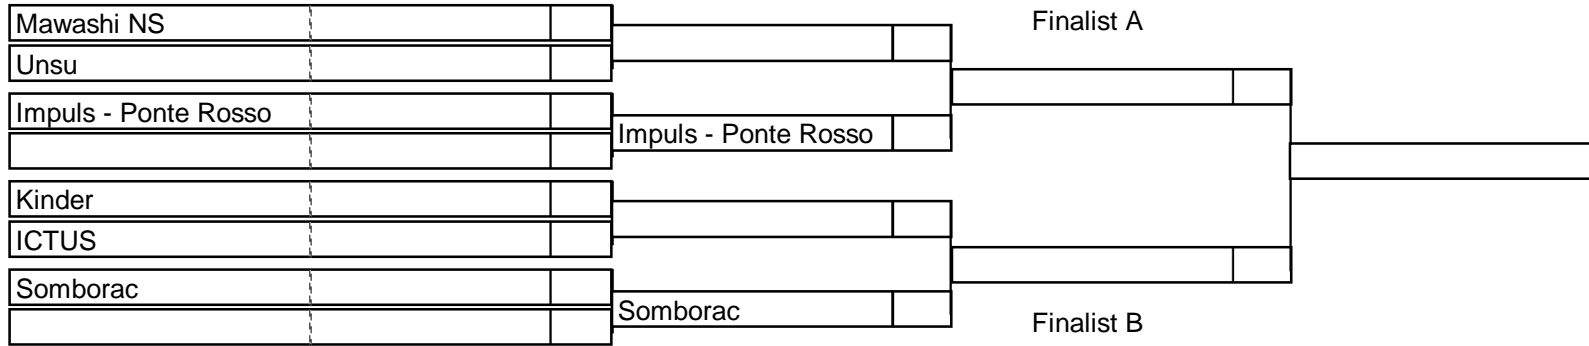 Mawashi NS
Unsu
Impuls - Ponte Rosso
Kinder
ICTUS
Somborac
Impuls - Ponte Rosso
Somborac
Finalist A
Finalist B